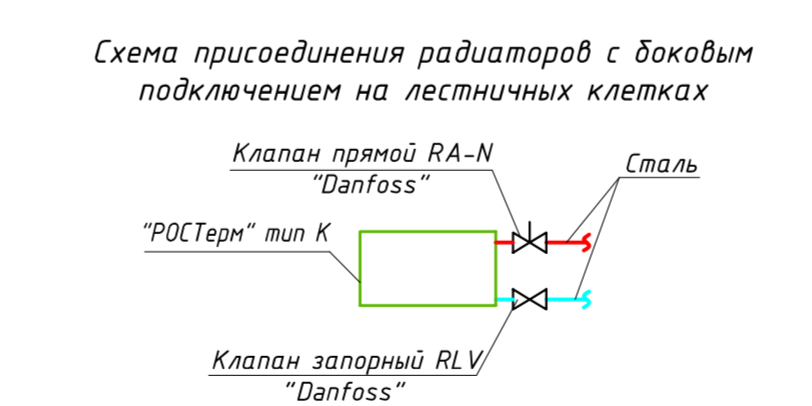 Схема присоединения радиаторов с боковым
подключением на лестничных клетках
Клапан прямой RA-N
"Danfoss"
Сталь
"РОСТерм" тип К
Клапан запорный RLV
"Danfoss"